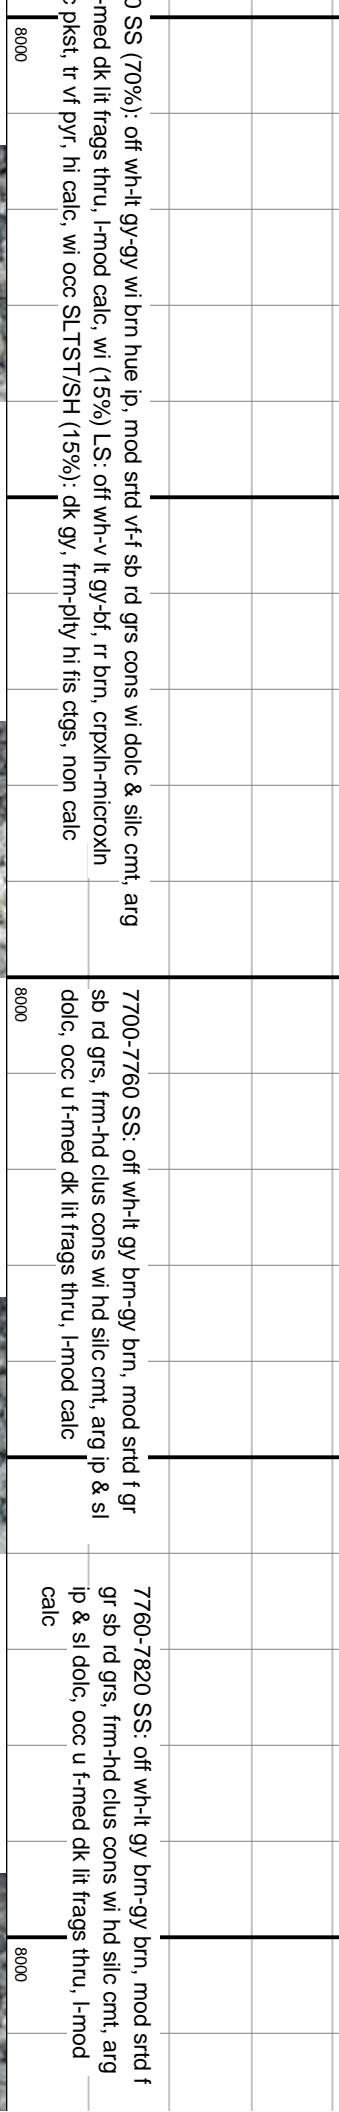 8000
0 SS (70%): off wh-lt gy-gy wi brn hue ip, mod srtd vf-f sb rd grs cons wi dolc & silc cmt, arg
-med dk lit frags thru, l-mod calc, wi (15%) LS: off wh-v lt gy-bf, rr brn, crpxln-microxln
c pkst, tr vf pyr, hi calc, wi occ SLTST/SH (15%): dk gy, frm-plty hi fis ctgs, non calc
8000
7700-7760 SS: off wh-lt gy brn-gy brn, mod srtd f gr
sb rd grs, frm-hd clus cons wi hd silc cmt, arg ip & sl
dolc, occ u f-med dk lit frags thru, l-mod calc
7760-7820 SS: off wh-lt gy brn-gy brn, mod srtd f
gr sb rd grs, frm-hd clus cons wi hd silc cmt, arg
ip & sl dolc, occ u f-med dk lit frags thru, l-mod
calc
8000